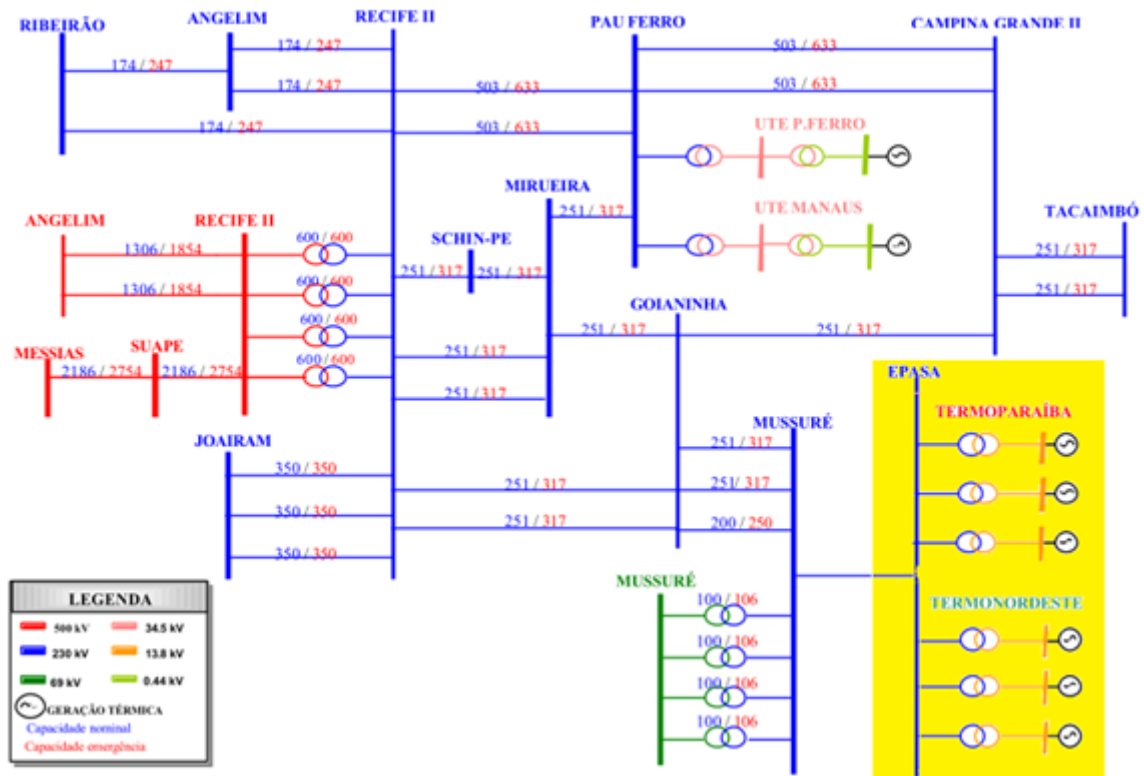 RIBEIRÃO
ANGELIM
RECIFE II
PAU FERRO
CAMPINA GRANDE II
174 / 247
503 / 633
174 / 247
174 / 247
503 / 633
503 / 633
174 / 247
503 / 633
UTE P.FERRO
MIRUEIRA
251 / 317
UTE MANAUS
TACAIMBÓ
ANGELIM
RECIFE II
600 / 600
SCHIN-PE
1306 / 1854
251 / 317
251 / 317
251 / 317
600 / 600
1306 / 1854
251 / 317
GOIANINHA
600 / 600
251 / 317
251 / 317
MESSIAS
SUAPE
600 / 600
2186 / 2754
2186 / 2754
251 / 317
EPASA
251 / 317
TERMOPARAÍBA
MUSSURÉ
JOAIRAM
251 / 317
350 / 350
251 / 317
251/ 317
350 / 350
251 / 317
200 / 250
350 / 350
MUSSURÉ
LEGENDA
100 / 106
TERMONORDESTE
500 kV
34.5 kV
230 kV
13.8 kV
100 / 106
69 kV
0.44 kV
100 / 106
GERAÇÃO TÉRMICA
100 / 106
Capacidade nominal
Capacidade emergência